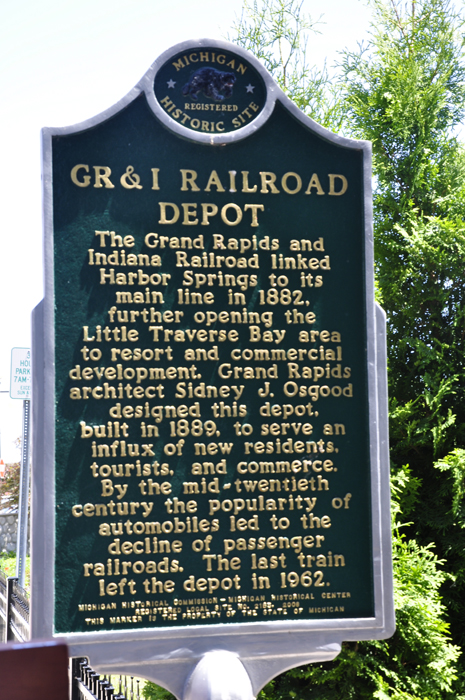 MICHIGAN
REGISTERED
HISTORIC SITE
GR & I RAILROAD
DEPOT
The Grand Rapids and
Indiana Railroad linked
Harbor Springs to its
main line in 1882,
further opening the
Little Traverse Bay area
to resort and commercial
development. Grand Rapids
architect Sidney J. Osgood
designed this depot,
built in 1889, to serve an
influx of new residents,
tourists, and commerce.
By the mid-twentieth
century the popularity of
automobiles led to the
decline of passenger
railroads. The last train
left the depot in 1962.
MICHIGAN HISTORICAL COMMISSION - MICHIGAN HISTORICAL CENTER
THIS MARKER IS THE PROPERTY OF THE STATE OF MICHIGAN